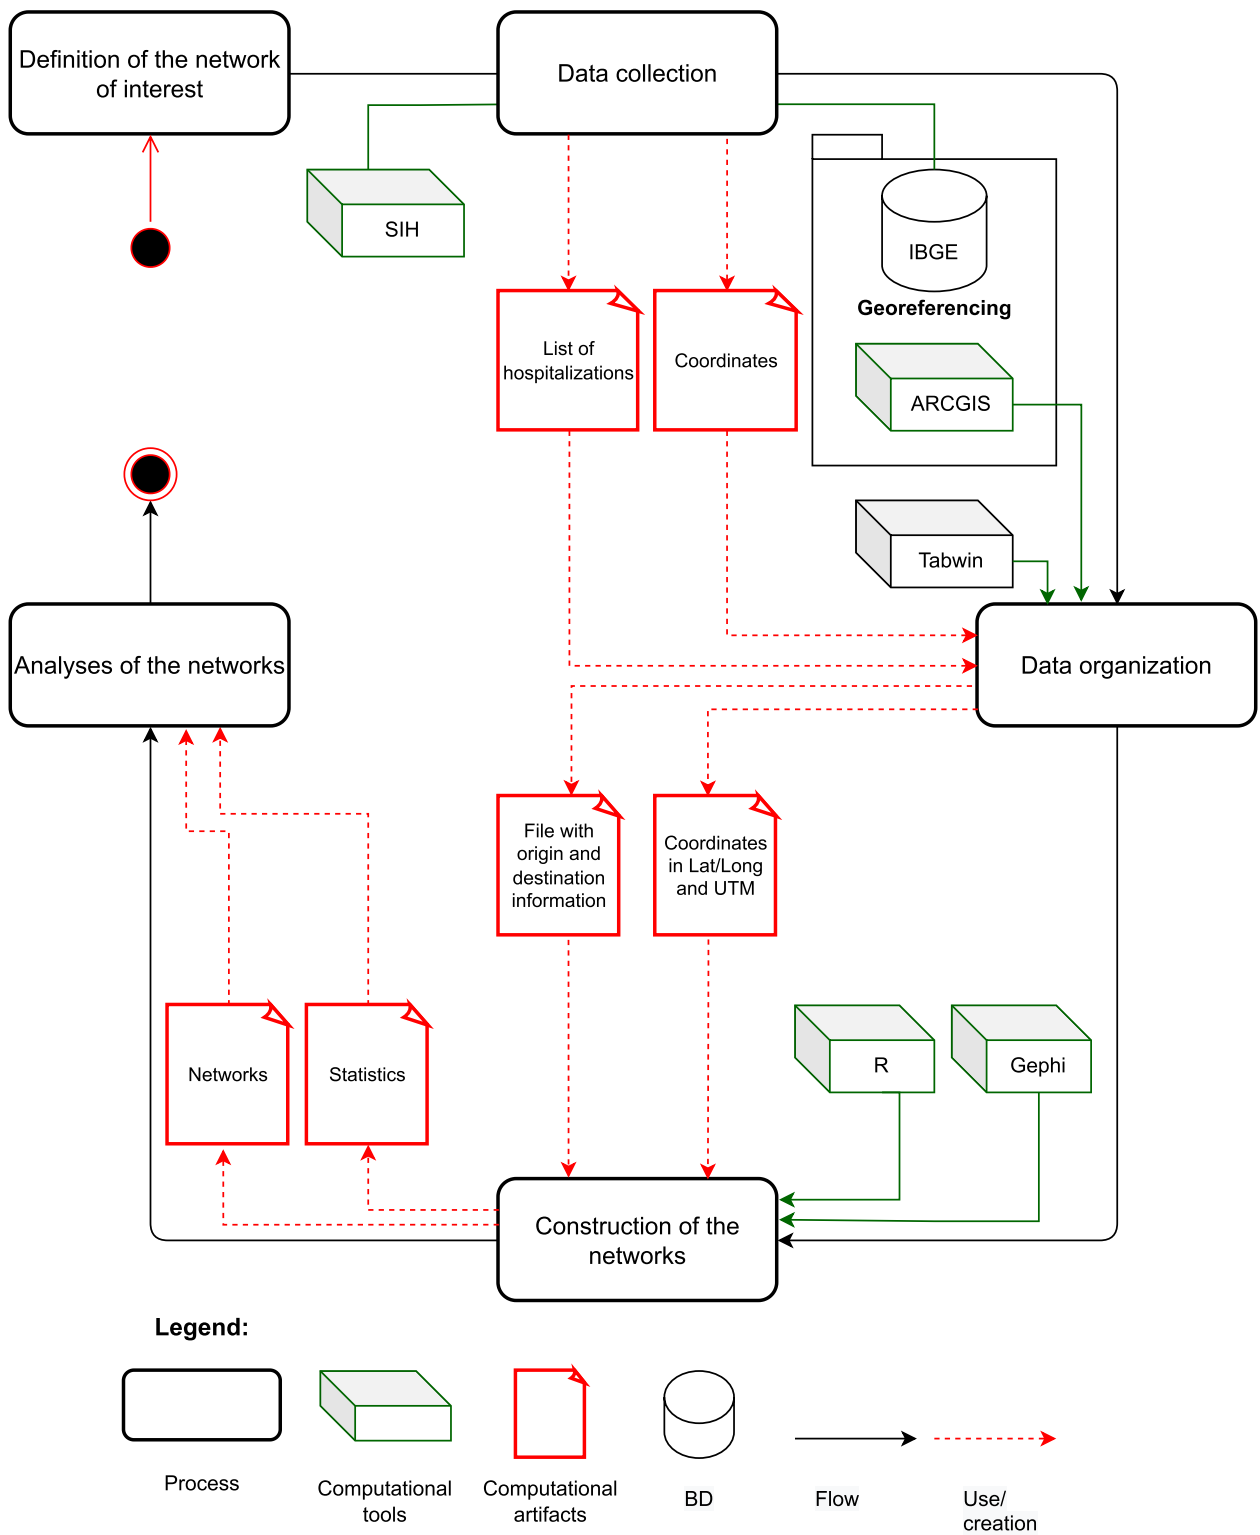 Definition of the network
of interest
Data collection
SIH
IBGE
Georeferencing
List of
hospitalizations
Coordinates
ARCGIS
Tabwin
Analyses of the networks
Data organization
File with
origin and
destination
information
Coordinates
in Lat/Long
and UTM
Networks
Statistics
R
Gephi
Construction of the
networks
Legend:
Process
Computational
tools
Computational
artifacts
BD
Flow
Use/
creation